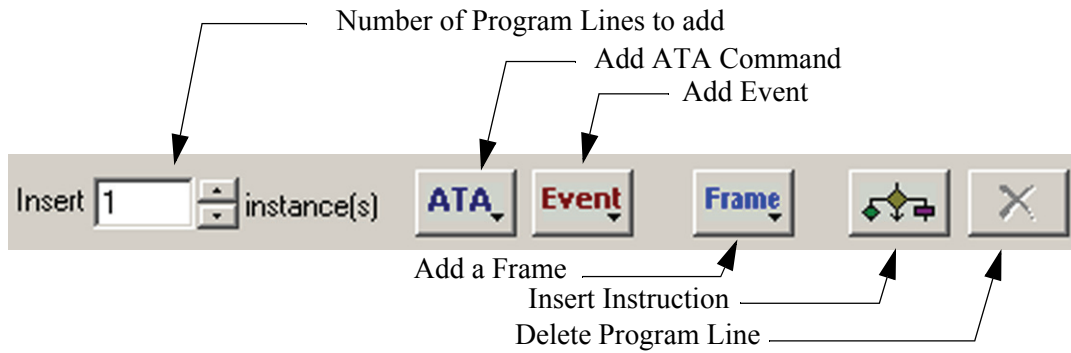 Number of Program Lines to add
Add ATA Command
Add Event
Insert 1 instance(s) ATA Event Frame
Add a Frame
Insert Instruction
Delete Program Line